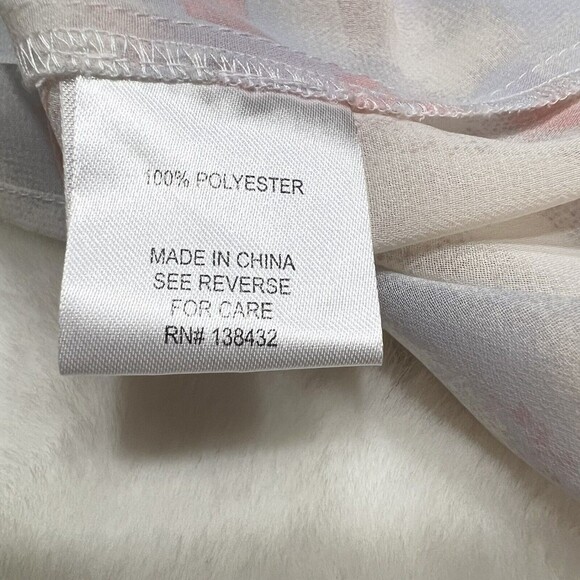 100% POLYESTER
MADE IN CHINA
SEE REVERSE
FOR CARE
RN# 138432